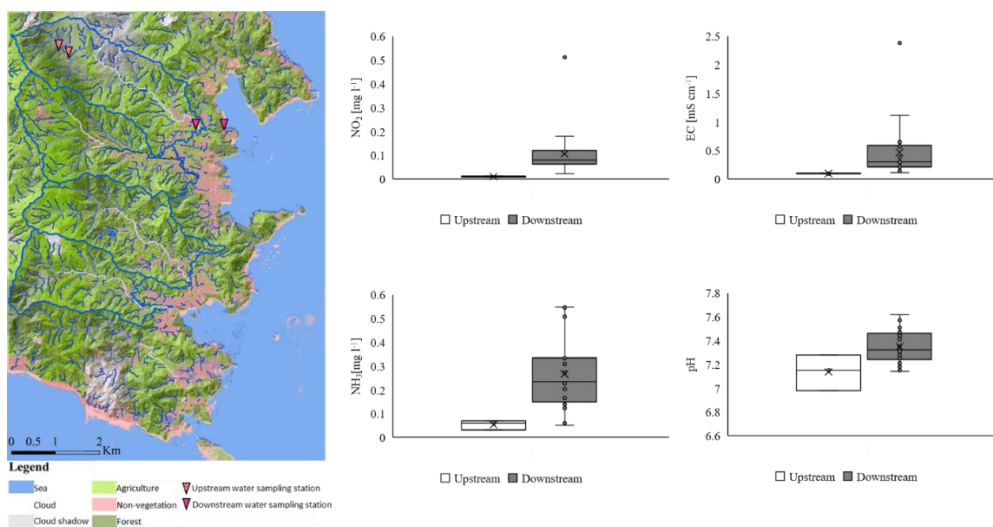 0 0.5 1 2
Km
Legend
Sea
Cloud
Cloud shadow
Agriculture
Non-vegetation
Forest
Upstream water sampling station
Downstream water sampling station
NO₂ [mg l⁻¹]
0.6
0.5
0.4
0.3
0.2
0.1
0
Upstream Downstream
EC [mS cm⁻¹]
2.5
2
1.5
1
0.5
0
Upstream Downstream
NH₃[mg l⁻¹]
0.6
0.5
0.4
0.3
0.2
0.1
0
Upstream Downstream
pH
7.8
7.6
7.4
7.2
7
6.8
6.6
Upstream Downstream